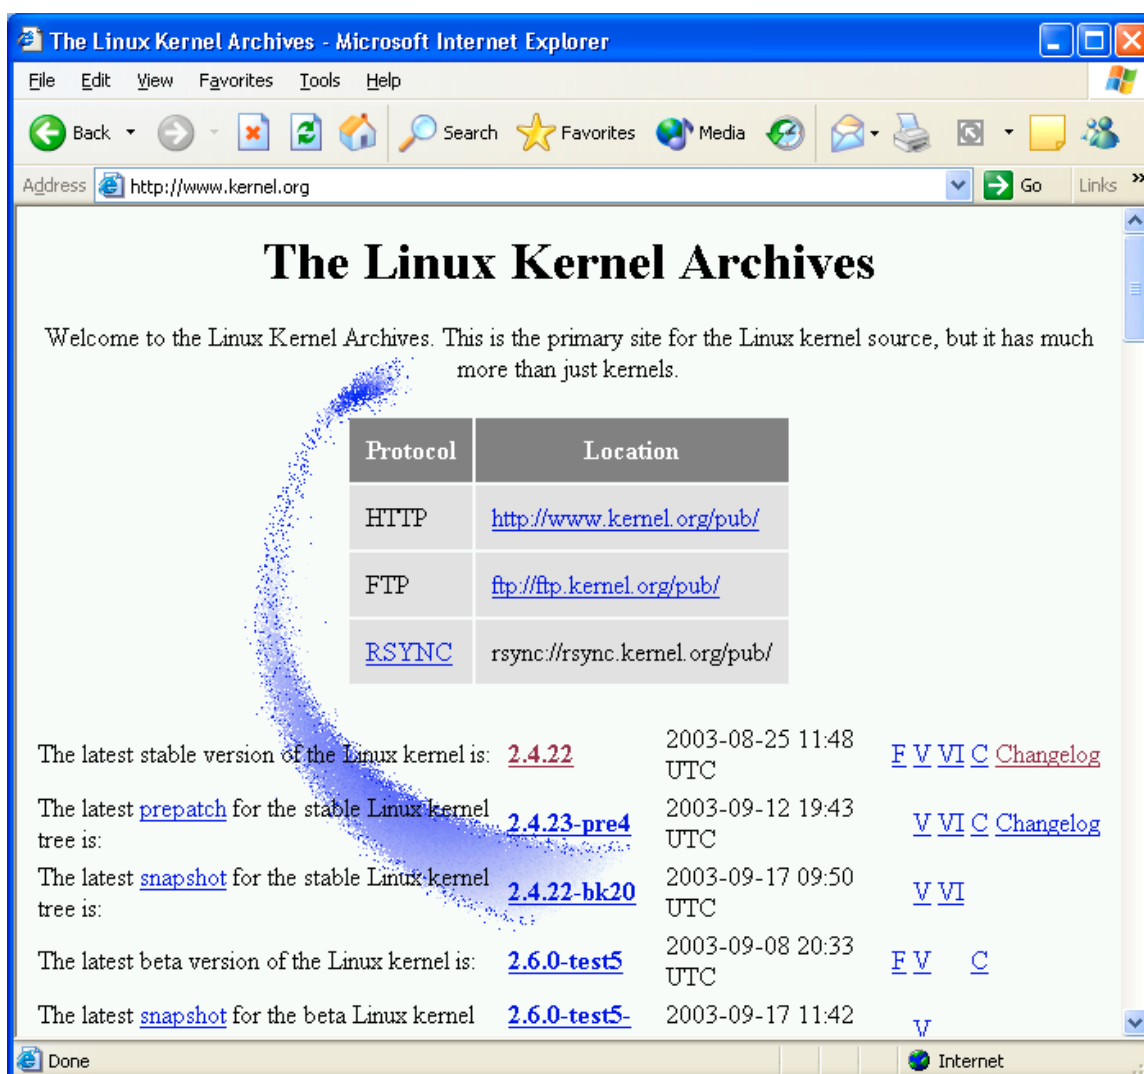 The Linux Kernel Archives - Microsoft Internet Explorer
File Edit View Favorites Tools Help
Back Search Favorites Media
Address http://www.kernel.org Go Links »
The Linux Kernel Archives
Welcome to the Linux Kernel Archives. This is the primary site for the Linux kernel source, but it has much
more than just kernels.
Protocol Location
HTTP http://www.kernel.org/pub/
FTP ftp://ftp.kernel.org/pub/
RSYNC rsync://rsync.kernel.org/pub/
The latest stable version of the Linux kernel is: 2.4.22 2003-08-25 11:48
UTC F V VI C Changelog
The latest prepatch for the stable Linux kernel
tree is: 2.4.23-pre4 2003-09-12 19:43
UTC V VI C Changelog
The latest snapshot for the stable Linux kernel
tree is: 2.4.22-bk20 2003-09-17 09:50
UTC V VI
The latest beta version of the Linux kernel is: 2.6.0-test5 2003-09-08 20:33
UTC F V C
The latest snapshot for the beta Linux kernel 2.6.0-test5- 2003-09-17 11:42 V
Done Internet